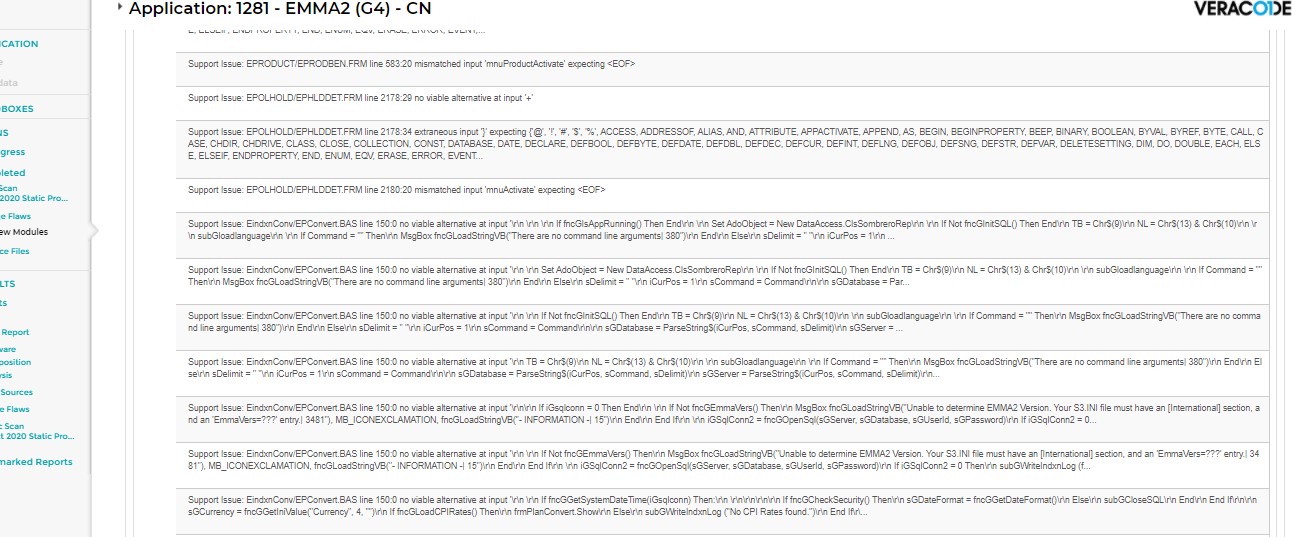 Application: 1281 - EMMA2 (G4) - CN
VERACODE
ICATION
e
data
BOXES
NS
gress
leted
Scan
2020 Static Pro...
e Flaws
ew Modules
ce Files
LTS
ts
Report
ware
position
ysis
Sources
e Flaws
c Scan
t 2020 Static Pro...
marked Reports
E, ELSEIF, ENDPROPERTY, END, ENUM, EQV, ERASE, ERROR, EVENT,...
Support Issue: EPRODUCT/EPRODBEN.FRM line 583:20 mismatched input 'mnuProductActivate' expecting <EOF>
Support Issue: EPOLHOLD/EPHLDDET.FRM line 2178:29 no viable alternative at input '+'
Support Issue: EPOLHOLD/EPHLDDET.FRM line 2178:34 extraneous input '}' expecting {'@', '!', '#', '$', '%', ACCESS, ADDRESSOF, ALIAS, AND, ATTRIBUTE, APPACTIVATE, APPEND, AS, BEGIN, BEGINPROPERTY, BEEP, BINARY, BOOLEAN, BYVAL, BYREF, BYTE, CALL, C
ASE, CHDIR, CHDRIVE, CLASS, CLOSE, COLLECTION, CONST, DATABASE, DATE, DECLARE, DEFBOOL, DEFBYTE, DEFDATE, DEFDBL, DEFDEC, DEFCUR, DEFINT, DEFLNG, DEFOBJ, DEFSNG, DEFSTR, DEFVAR, DELETESETTING, DIM, DO, DOUBLE, EACH, ELS
E, ELSEIF, ENDPROPERTY, END, ENUM, EQV, ERASE, ERROR, EVENT...
Support Issue: EPOLHOLD/EPHLDDET.FRM line 2180:20 mismatched input 'mnuActivate' expecting <EOF>
Support Issue: EindxnConv/EPConvert.BAS line 150:0 no viable alternative at input '\r\n \r\n \r\n \r\n If fncGIsAppRunning() Then End\r\n \r\n Set AdoObject = New DataAccess.ClsSombreroRep\r\n \r\n If Not fncGInitSQL() Then End\r\n TB = Chr$(9)\r\n NL = Chr$(13) & Chr$(10)\r\n \r
\n subGloadlanguage\r\n \r\n If Command = "" Then\r\n MsgBox fncGLoadStringVB("There are no command line arguments| 380")\r\n End\r\n Else\r\n sDelimit = " "\r\n iCurPos = 1\r\n ...
Support Issue: EindxnConv/EPConvert.BAS line 150:0 no viable alternative at input '\r\n \r\n Set AdoObject = New DataAccess.ClsSombreroRep\r\n \r\n If Not fncGInitSQL() Then End\r\n TB = Chr$(9)\r\n NL = Chr$(13) & Chr$(10)\r\n \r\n subGloadlanguage\r\n \r\n If Command = ""
Then\r\n MsgBox fncGLoadStringVB("There are no command line arguments| 380")\r\n End\r\n Else\r\n sDelimit = " "\r\n iCurPos = 1\r\n sCommand = Command\r\n\r\n sGDatabase = Par...
Support Issue: EindxnConv/EPConvert.BAS line 150:0 no viable alternative at input '\r\n \r\n If Not fncGInitSQL() Then End\r\n TB = Chr$(9)\r\n NL = Chr$(13) & Chr$(10)\r\n \r\n subGloadlanguage\r\n \r\n If Command = "" Then\r\n MsgBox fncGLoadStringVB("There are no comma
nd line arguments| 380")\r\n End\r\n Else\r\n sDelimit = " "\r\n iCurPos = 1\r\n sCommand = Command\r\n\r\n sGDatabase = ParseString$(iCurPos, sCommand, sDelimit)\r\n sGServer = ...
Support Issue: EindxnConv/EPConvert.BAS line 150:0 no viable alternative at input '\r\n TB = Chr$(9)\r\n NL = Chr$(13) & Chr$(10)\r\n \r\n subGloadlanguage\r\n \r\n If Command = "" Then\r\n MsgBox fncGLoadStringVB("There are no command line arguments| 380")\r\n End\r\n El
se\r\n sDelimit = " "\r\n iCurPos = 1\r\n sCommand = Command\r\n\r\n sGDatabase = ParseString$(iCurPos, sCommand, sDelimit)\r\n sGServer = ParseString$(iCurPos, sCommand, sDelimit)\r\n...
Support Issue: EindxnConv/EPConvert.BAS line 150:0 no viable alternative at input '\r\n\r\n If iGsqlconn = 0 Then End\r\n \r\n If Not fncGEmmaVers() Then\r\n MsgBox fncGLoadStringVB("Unable to determine EMMA2 Version. Your S3.INI file must have an [International] section, a
nd an 'EmmaVers=???' entry.| 3481"), MB_ICONEXCLAMATION, fncGLoadStringVB("- INFORMATION -| 15")\r\n End\r\n End If\r\n \r\n iGSqlConn2 = fncGOpenSql(sGServer, sGDatabase, sGUserId, sGPassword)\r\n If iGSqlConn2 = 0...
Support Issue: EindxnConv/EPConvert.BAS line 150:0 no viable alternative at input '\r\n \r\n If Not fncGEmmaVers() Then\r\n MsgBox fncGLoadStringVB("Unable to determine EMMA2 Version. Your S3.INI file must have an [International] section, and an 'EmmaVers=???' entry.| 34
81"), MB_ICONEXCLAMATION, fncGLoadStringVB("- INFORMATION -| 15")\r\n End\r\n End If\r\n \r\n iGSqlConn2 = fncGOpenSql(sGServer, sGDatabase, sGUserId, sGPassword)\r\n If iGSqlConn2 = 0 Then\r\n subGWriteIndxnLog (f...
Support Issue: EindxnConv/EPConvert.BAS line 150:0 no viable alternative at input '\r\n \r\n If fncGGetSystemDateTime(iGsqlconn) Then:\r\n \r\n\r\n\r\n\r\n\r\n If fncGCheckSecurity() Then\r\n sGDateFormat = fncGGetDateFormat()\r\n Else\r\n subGCloseSQL\r\n End\r\n End If\r\n\r\n
sGCurrency = fncGGetIniValue("Currency", 4, "")\r\n If fncGLoadCPIRates() Then\r\n frmPlanConvert.Show\r\n Else\r\n subGWriteIndxnLog ("No CPI Rates found.")\r\n End If\r\n...